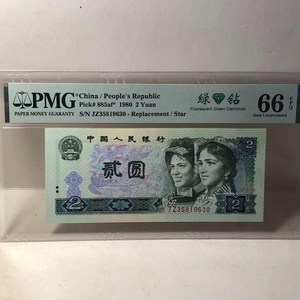 PMG
PAPER MONEY GUARANTY
China / People's Republic
Pick# 885af* 1980 2 Yuan
S/N JZ35819630 - Replacement / Star
绿 钻
Fluorescent Green Diamonds
66 EPQ
Gem Uncirculated
中国人民银行
2
贰圆
JZ35819630
2